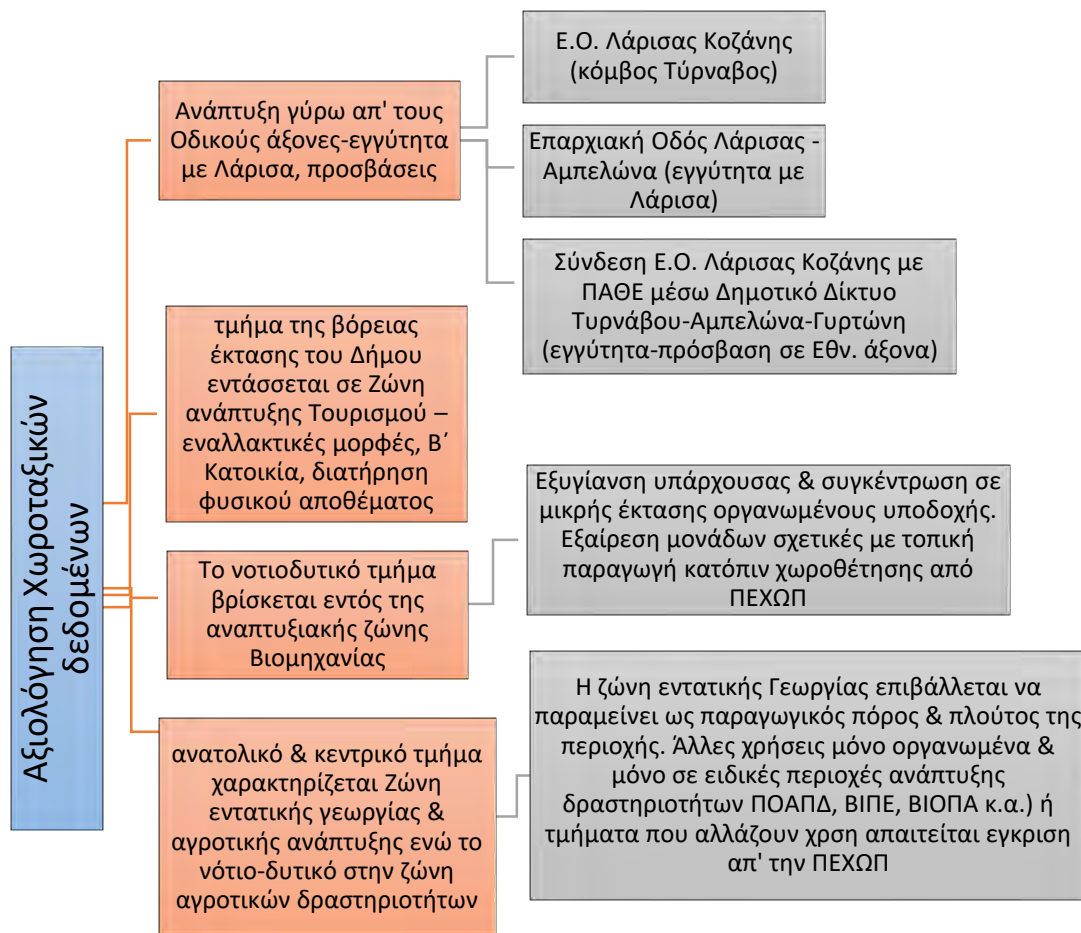 Αξιολόγηση Χωροταξικών
δεδομένων
Ανάπτυξη γύρω απ' τους
Οδικούς άξονες-εγγύτητα
με Λάρισα, προσβάσεις
Ε.Ο. Λάρισας Κοζάνης
(κόμβος Τύρναβος)
Επαρχιακή Οδός Λάρισας -
Αμπελώνα (εγγύτητα με
Λάρισα)
Σύνδεση Ε.Ο. Λάρισας Κοζάνης με
ΠΑΘΕ μέσω Δημοτικό Δίκτυο
Τυρνάβου-Αμπελώνα-Γυρτώνη
(εγγύτητα-πρόσβαση σε Εθν. άξονα)
τμήμα της βόρειας
έκτασης του Δήμου
εντάσσεται σε Ζώνη
ανάπτυξης Τουρισμού –
εναλλακτικές μορφές, Β΄
Κατοικία, διατήρηση
φυσικού αποθέματος
Το νοτιοδυτικό τμήμα
βρίσκεται εντός της
αναπτυξιακής ζώνης
Βιομηχανίας
Εξυγίανση υπάρχουσας & συγκέντρωση σε
μικρής έκτασης οργανωμένους υποδοχής.
Εξαίρεση μονάδων σχετικές με τοπική
παραγωγή κατόπιν χωροθέτησης από
ΠΕΧΩΠ
ανατολικό & κεντρικό τμήμα
χαρακτηρίζεται Ζώνη
εντατικής γεωργίας &
αγροτικής ανάπτυξης ενώ το
νότιο-δυτικό στην ζώνη
αγροτικών δραστηριοτήτων
Η ζώνη εντατικής Γεωργίας επιβάλλεται να
παραμείνει ως παραγωγικός πόρος & πλούτος της
περιοχής. Άλλες χρήσεις μόνο οργανωμένα &
μόνο σε ειδικές περιοχές ανάπτυξης
δραστηριοτήτων ΠΟΑΠΔ, ΒΙΠΕ, ΒΙΟΠΑ κ.α.) ή
τμήματα που αλλάζουν χρση απαιτείται εγκριση
απ' την ΠΕΧΩΠ